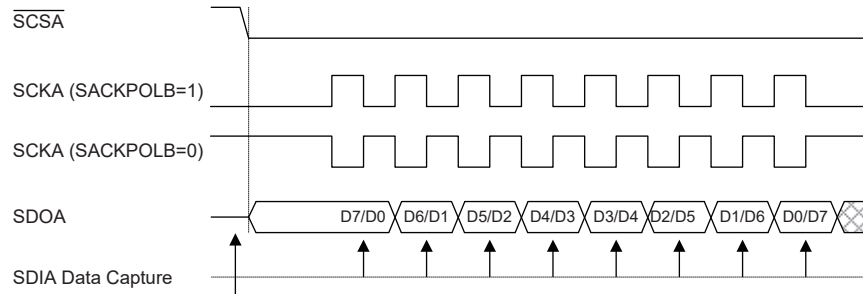 SCSA
SCKA (SACKPOLB=1)
SCKA (SACKPOLB=0)
SDOA D7/D0 D6/D1 D5/D2 D4/D3 D3/D4 D2/D5 D1/D6 D0/D7
SDIA Data Capture